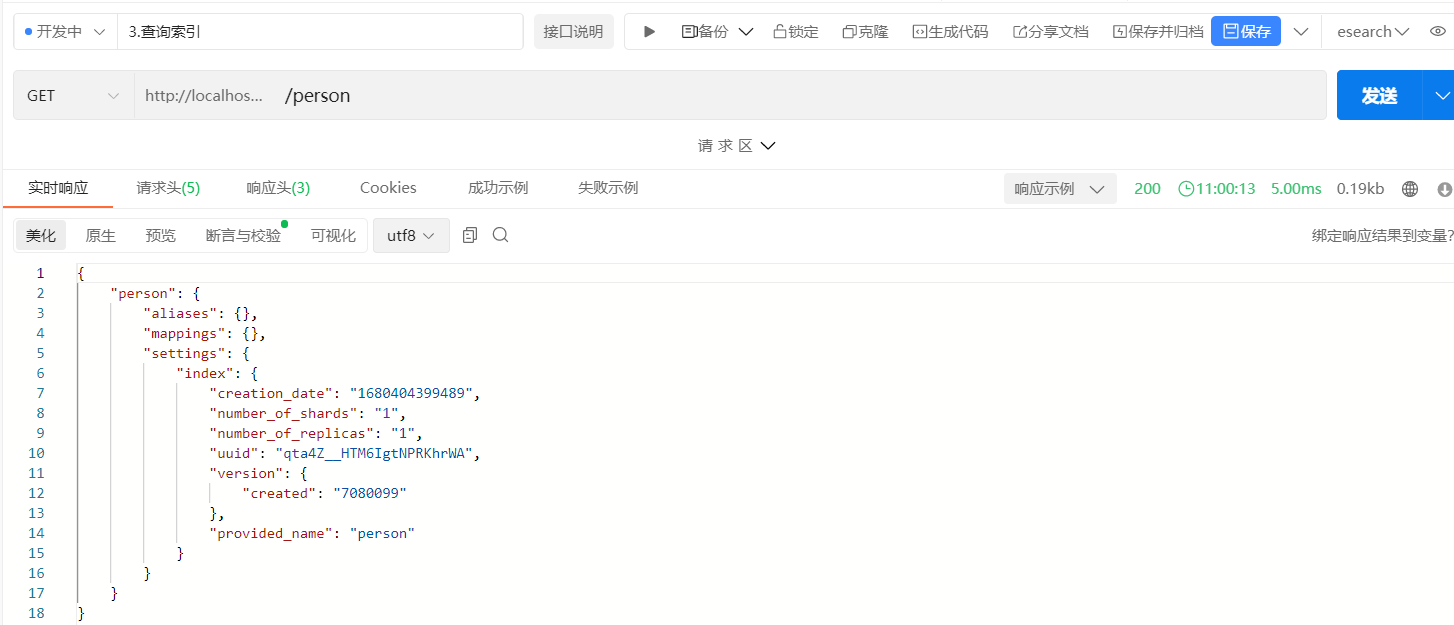 开发中 3.查询索引 接口说明 备份 锁定 克隆 生成代码 分享文档 保存并归档 保存 esearch
GET http://localhos... /person 发送
请 求 区
实时响应 请求头(5) 响应头(3) Cookies 成功示例 失败示例 响应示例 200 11:00:13 5.00ms 0.19kb
美化 原生 预览 断言与校验 可视化 utf8 绑定响应结果到变量?
1 {
2 "person": {
3 "aliases": {},
4 "mappings": {},
5 "settings": {
6 "index": {
7 "creation_date": "1680404399489",
8 "number_of_shards": "1",
9 "number_of_replicas": "1",
10 "uuid": "qta4Z__HTM6IgtNPRKhrWA",
11 "version": {
12 "created": "7080099"
13 },
14 "provided_name": "person"
15 }
16 }
17 }
18 }